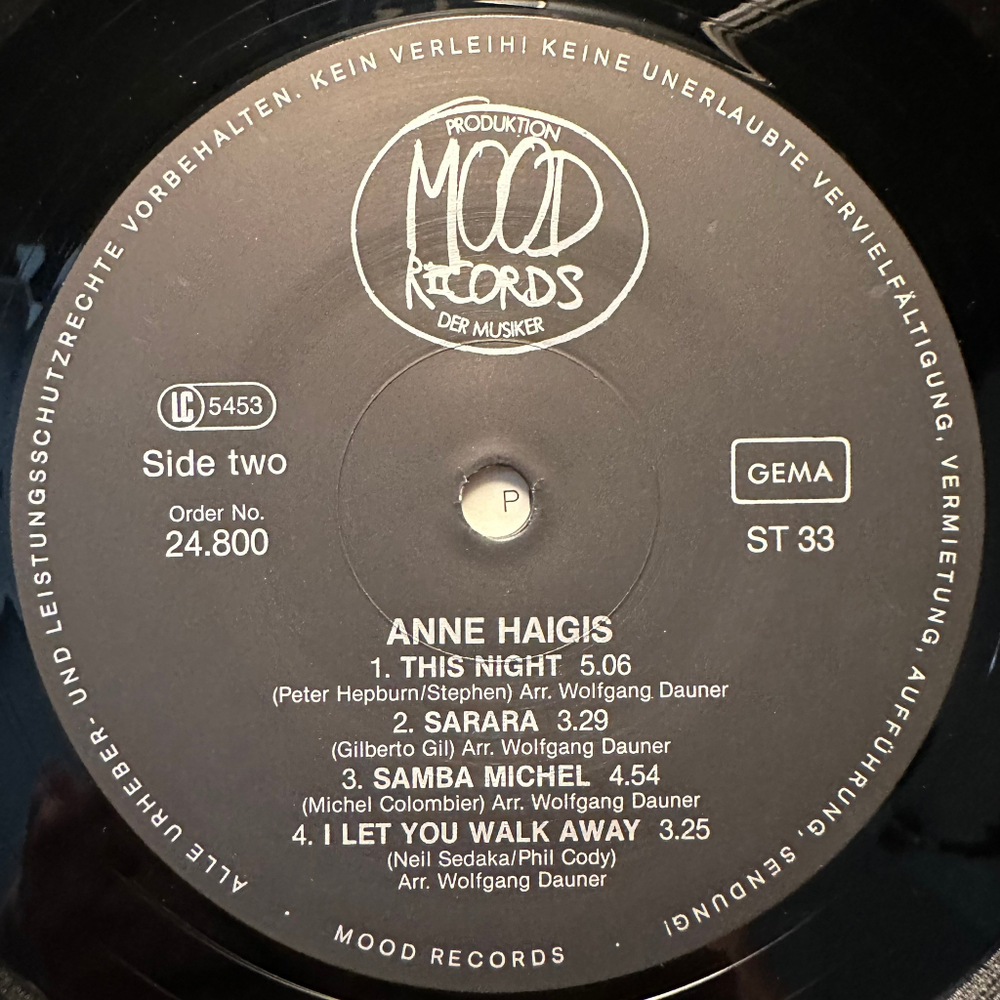 ALLE URHEBER- UND LEISTUNGSSCHUTZRECHTE VORBEHALTEN. KEIN VERLEIH! KEINE UNERLAUBTE VERVIELFÄLTIGUNG, VERMIETUNG, AUFFÜHRUNG, SENDUNG!
PRODUKTION
MOOD
RECORDS
DER MUSIKER
LC 5453
Side two
Order No.
24.800
GEMA
ST 33
P
ANNE HAIGIS
1. THIS NIGHT 5.06
(Peter Hepburn/Stephen) Arr. Wolfgang Dauner
2. SARARA 3.29
(Gilberto Gil) Arr. Wolfgang Dauner
3. SAMBA MICHEL 4.54
(Michel Colombier) Arr. Wolfgang Dauner
4. I LET YOU WALK AWAY 3.25
(Neil Sedaka/Phil Cody)
Arr. Wolfgang Dauner
· MOOD RECORDS ·